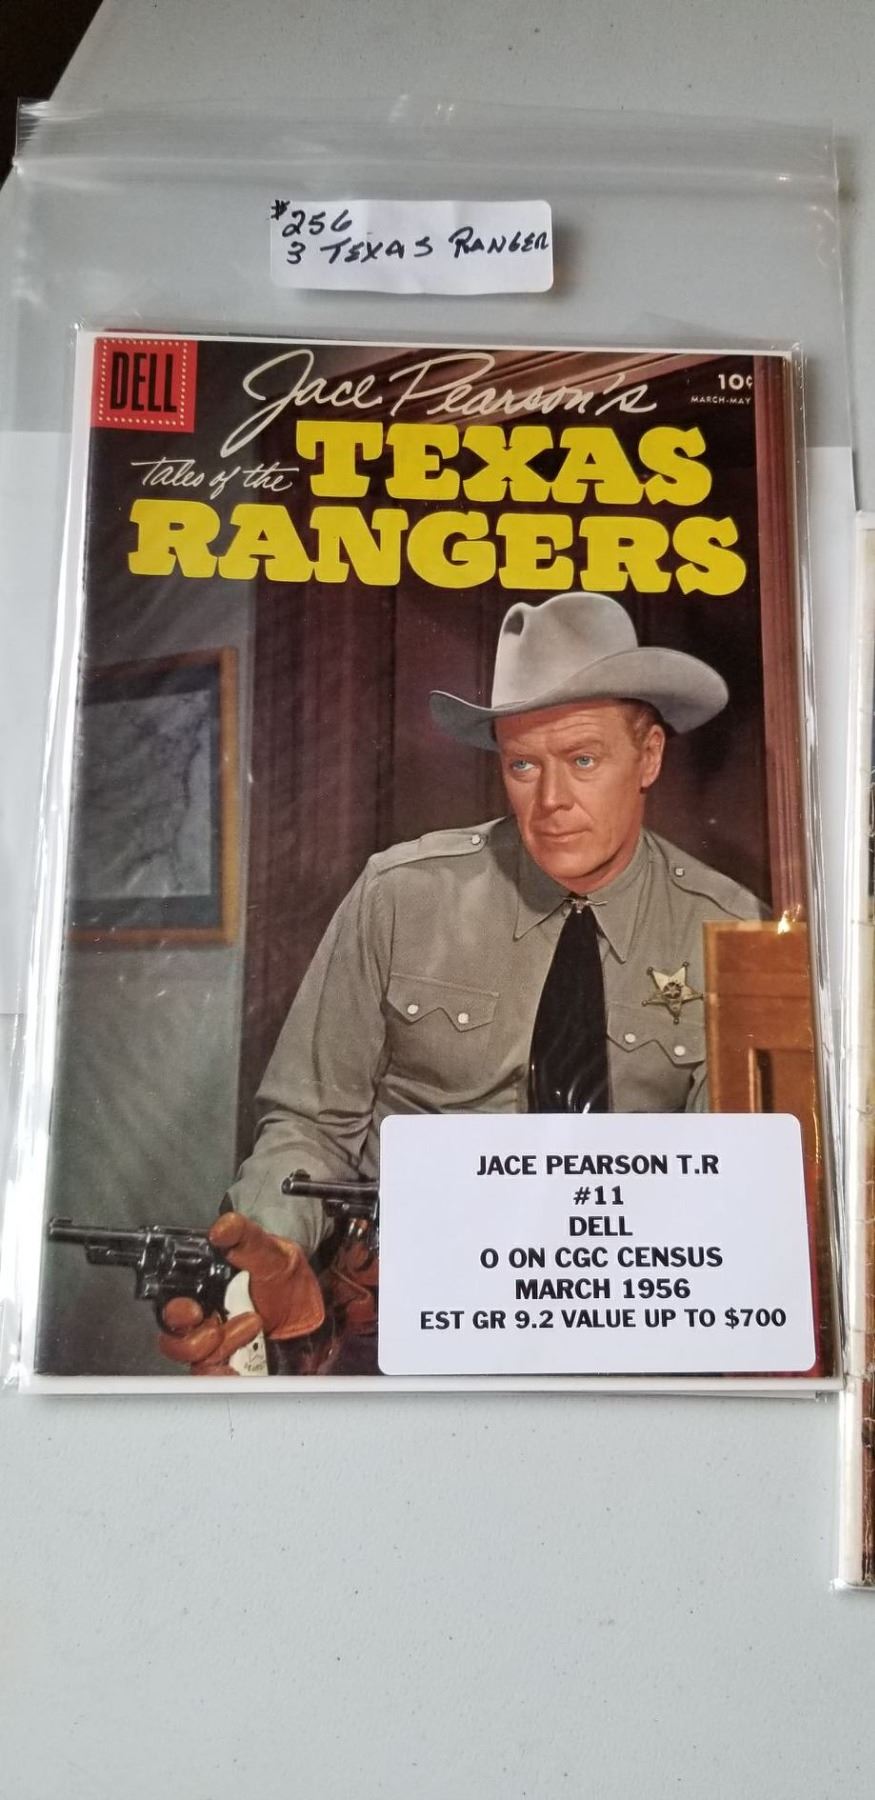 #256
3 TEXAS RANGER
DELL
Jace Pearson's
10¢
MARCH-MAY
Tales of the TEXAS
RANGERS
JACE PEARSON T.R
#11
DELL
0 ON CGC CENSUS
MARCH 1956
EST GR 9.2 VALUE UP TO $700